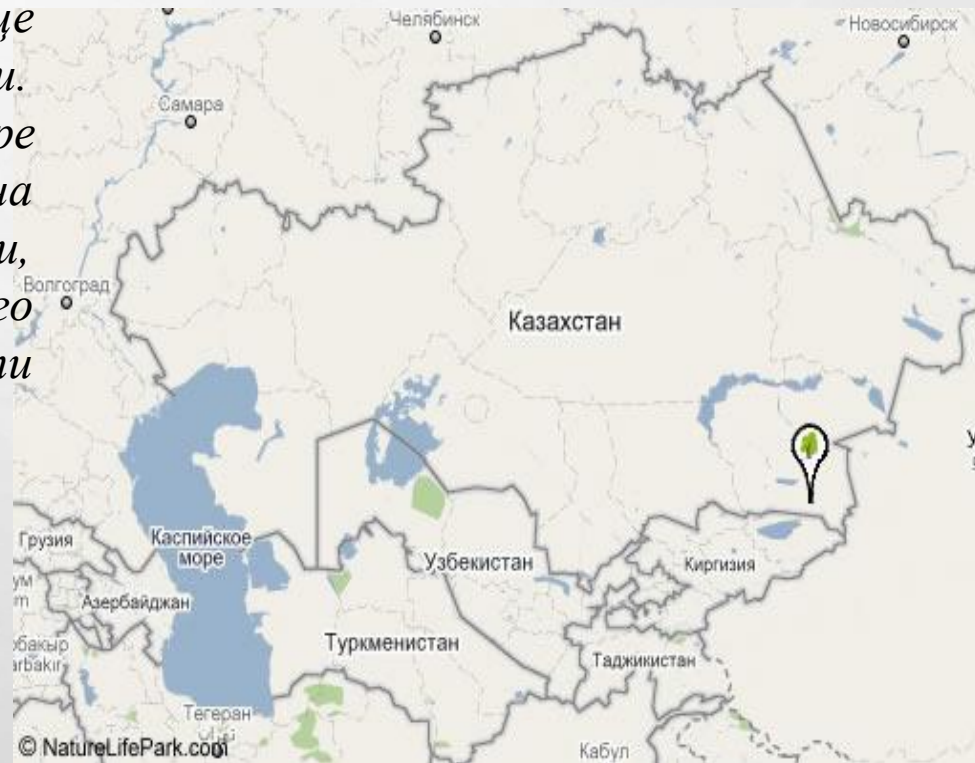 Челябинск
Новосибирск
Самара
Волгоград
Казахстан
Грузия
Каспийское
море
Узбекистан
Киргизия
Азербайджан
Туркменистан
Таджикистан
Тегеран
Кабул
© NatureLifePark.com